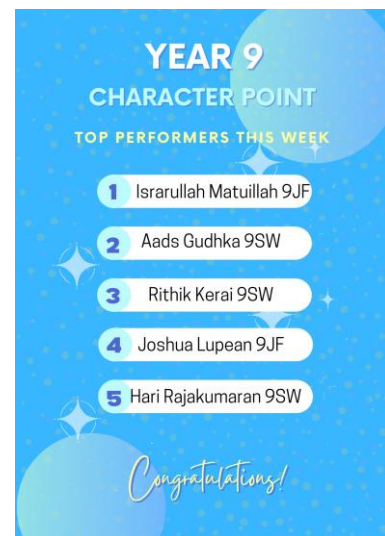 YEAR 9
CHARACTER POINT
TOP PERFORMERS THIS WEEK
1 Israrullah Matuillah 9JF
2 Aads Gudhka 9SW
3 Rithik Kerai 9SW
4 Joshua Lupean 9JF
5 Hari Rajakumaran 9SW
Congratulations!